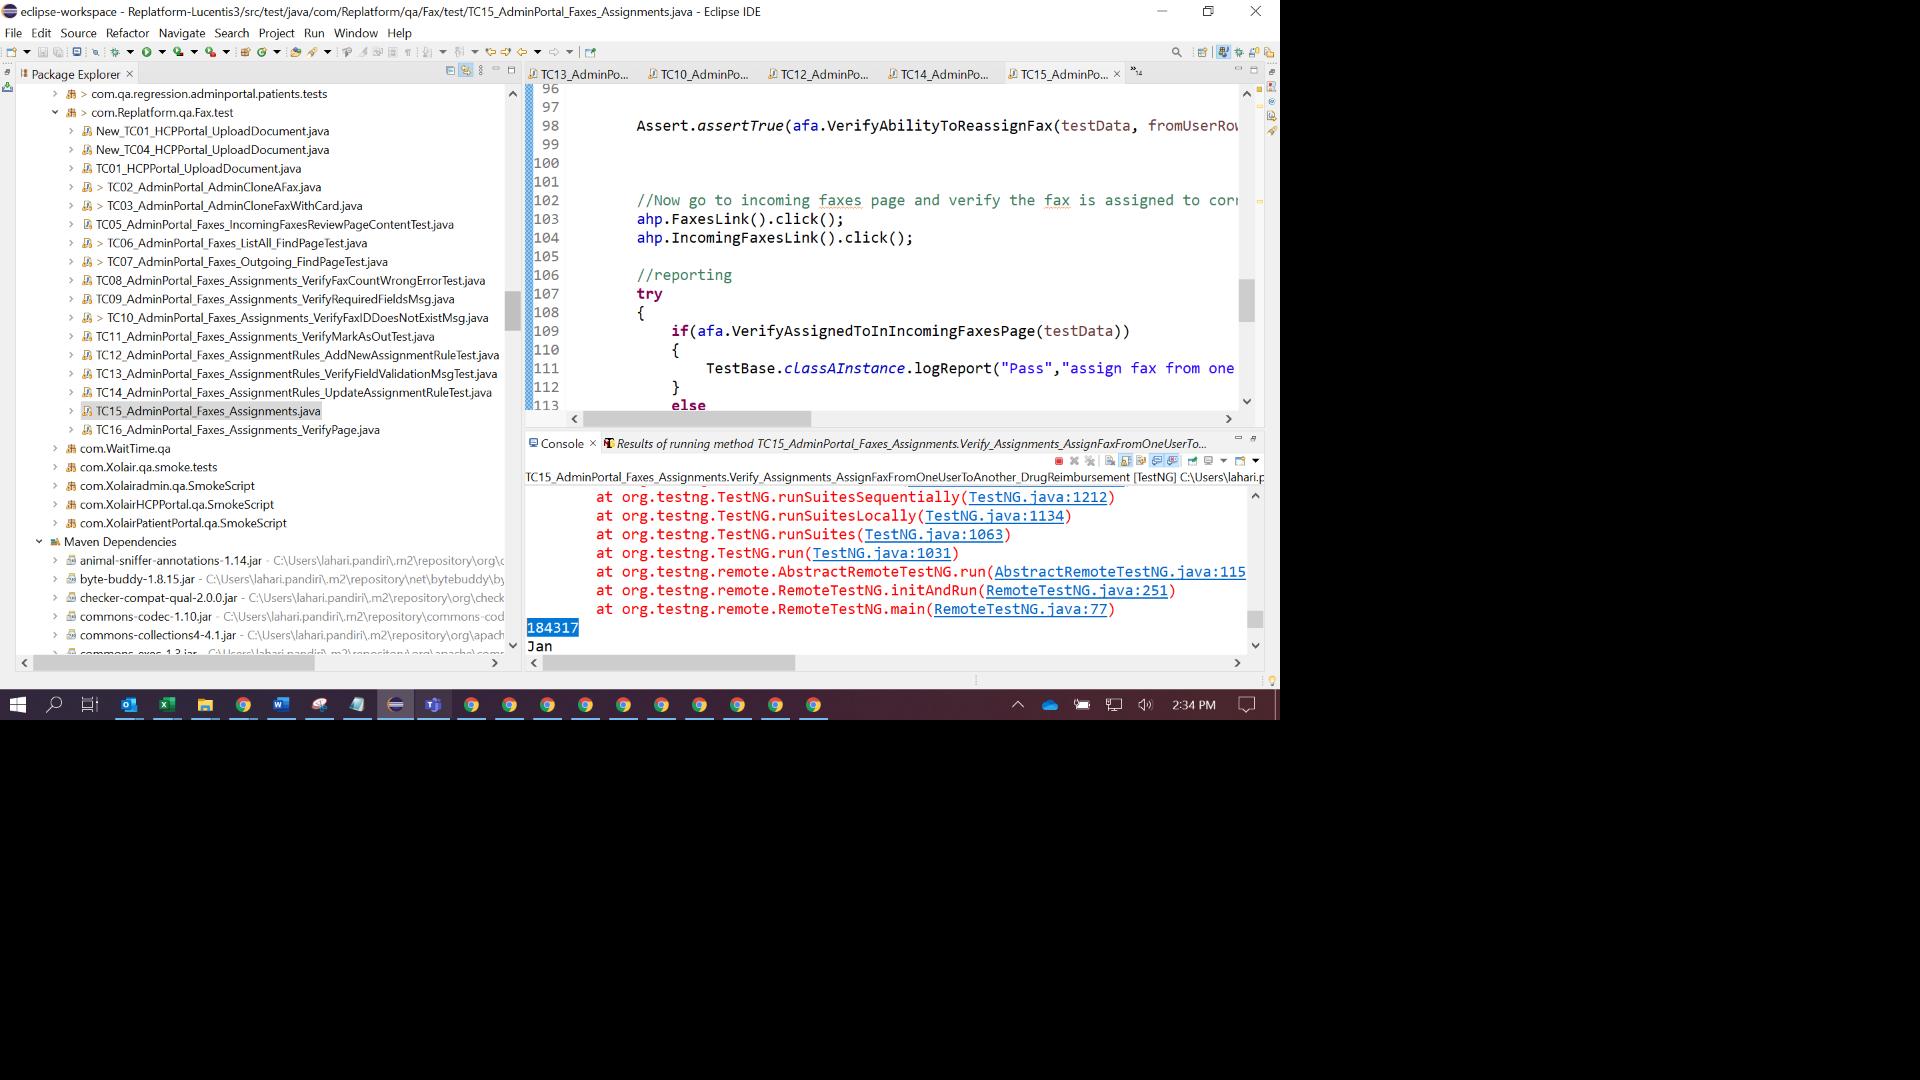 eclipse-workspace - Replatform-Lucentis3/src/test/java/com/Replatform/qa/Fax/test/TC15_AdminPortal_Faxes_Assignments.java - Eclipse IDE
File Edit Source Refactor Navigate Search Project Run Window Help
Package Explorer
com.qa.regression.adminportal.patients.tests
com.Replatform.qa.Fax.test
New_TC01_HCPPortal_UploadDocument.java
New_TC04_HCPPortal_UploadDocument.java
TC01_HCPPortal_UploadDocument.java
TC02_AdminPortal_AdminCloneAFax.java
TC03_AdminPortal_AdminCloneFaxWithCard.java
TC05_AdminPortal_Faxes_IncomingFaxesReviewPageContentTest.java
TC06_AdminPortal_Faxes_ListAll_FindPageTest.java
TC07_AdminPortal_Faxes_Outgoing_FindPageTest.java
TC08_AdminPortal_Faxes_Assignments_VerifyFaxCountWrongErrorTest.java
TC09_AdminPortal_Faxes_Assignments_VerifyRequiredFieldsMsg.java
TC10_AdminPortal_Faxes_Assignments_VerifyFaxIDDoesNotExistMsg.java
TC11_AdminPortal_Faxes_Assignments_VerifyMarkAsOutTest.java
TC12_AdminPortal_Faxes_AssignmentRules_AddNewAssignmentRuleTest.java
TC13_AdminPortal_Faxes_AssignmentRules_VerifyFieldValidationMsgTest.java
TC14_AdminPortal_Faxes_AssignmentRules_UpdateAssignmentRuleTest.java
TC15_AdminPortal_Faxes_Assignments.java
TC16_AdminPortal_Faxes_Assignments_VerifyPage.java
com.WaitTime.qa
com.Xolair.qa.smoke.tests
com.Xolairadmin.qa.SmokeScript
com.XolairHCPPortal.qa.SmokeScript
com.XolairPatientPortal.qa.SmokeScript
Maven Dependencies
animal-sniffer-annotations-1.14.jar - C:\Users\lahari.pandiri\.m2\repository\org\c
byte-buddy-1.8.15.jar - C:\Users\lahari.pandiri\.m2\repository\net\bytebuddy\by
checker-compat-qual-2.0.0.jar - C:\Users\lahari.pandiri\.m2\repository\org\check
commons-codec-1.10.jar - C:\Users\lahari.pandiri\.m2\repository\commons-cod
commons-collections4-4.1.jar - C:\Users\lahari.pandiri\.m2\repository\org\apach
TC13_AdminPo... TC10_AdminPo... TC12_AdminPo... TC14_AdminPo... TC15_AdminPo... 14
96
97
98 Assert.assertTrue(afa.VerifyAbilityToReassignFax(testData, fromUserRow
99
100
101
102 //Now go to incoming faxes page and verify the fax is assigned to corr
103 ahp.FaxesLink().click();
104 ahp.IncomingFaxesLink().click();
105
106 //reporting
107 try
108 {
109 if(afa.VerifyAssignedToInIncomingFaxesPage(testData))
110 {
111 TestBase.classAInstance.logReport("Pass","assign fax from one
112 }
113 else
Console Results of running method TC15_AdminPortal_Faxes_Assignments.Verify_Assignments_AssignFaxFromOneUserTo...
TC15_AdminPortal_Faxes_Assignments.Verify_Assignments_AssignFaxFromOneUserToAnother_DrugReimbursement [TestNG] C:\Users\lahari.p
at org.testng.TestNG.runSuitesSequentially(TestNG.java:1212)
at org.testng.TestNG.runSuitesLocally(TestNG.java:1134)
at org.testng.TestNG.runSuites(TestNG.java:1063)
at org.testng.TestNG.run(TestNG.java:1031)
at org.testng.remote.AbstractRemoteTestNG.run(AbstractRemoteTestNG.java:115
at org.testng.remote.RemoteTestNG.initAndRun(RemoteTestNG.java:251)
at org.testng.remote.RemoteTestNG.main(RemoteTestNG.java:77)
184317
Jan
2:34 PM